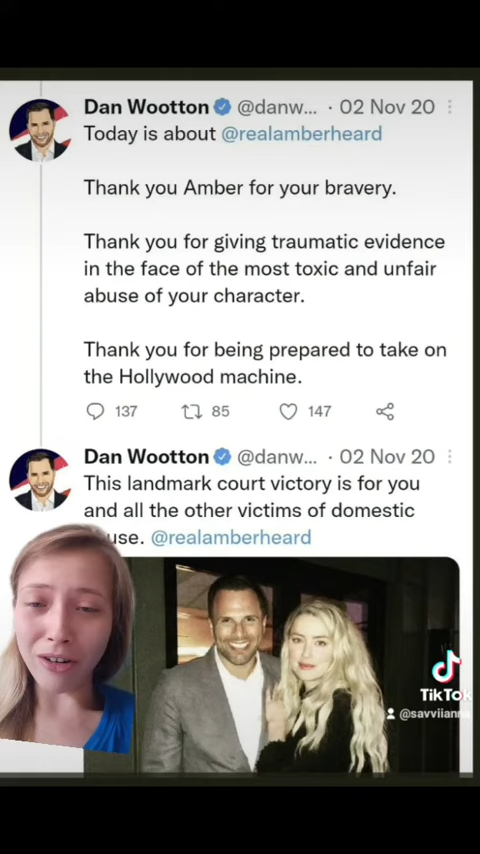 Dan Wootton @danw... · 02 Nov 20
Today is about @realamberheard
Thank you Amber for your bravery.
Thank you for giving traumatic evidence
in the face of the most toxic and unfair
abuse of your character.
Thank you for being prepared to take on
the Hollywood machine.
137 85 147
Dan Wootton @danw... · 02 Nov 20
This landmark court victory is for you
and all the other victims of domestic
use. @realamberheard
TikTok